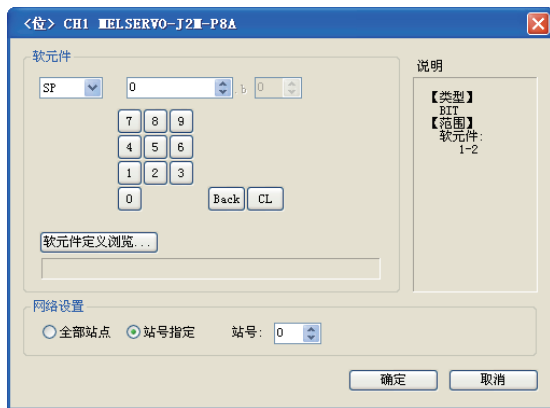 <位> CH1 MELSERVO-J2M-P8A
软元件
SP 0 .b 0
7 8 9
4 5 6
1 2 3
0 Back CL
软元件定义浏览...
说明
【类型】
BIT
【范围】
软元件:
1-2
网络设置
全部站点 站号指定 站号: 0
确定 取消